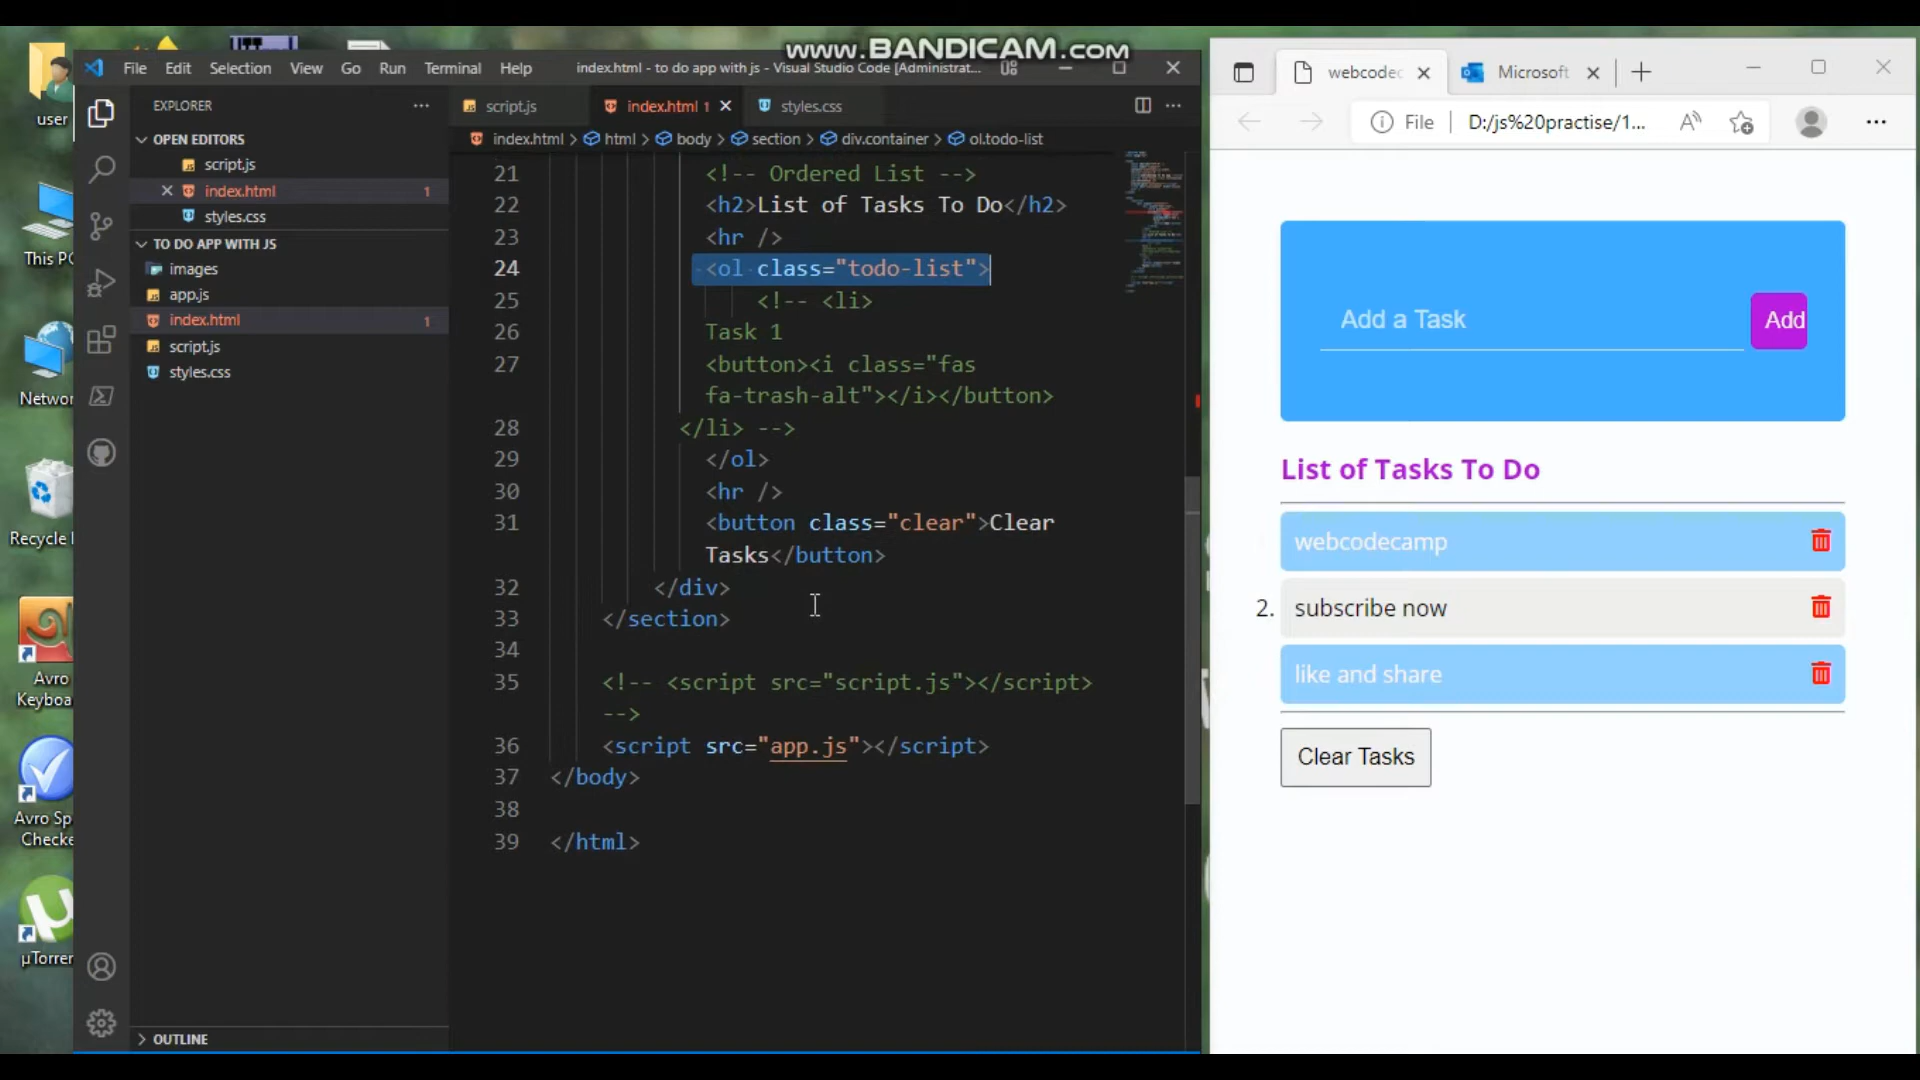 www.BANDICAM.com
File Edit Selection View Go Run Terminal Help
index.html - to do app with js - Visual Studio Code [Administrat...
EXPLORER
OPEN EDITORS
script.js
index.html 1
styles.css
TO DO APP WITH JS
images
app.js
index.html 1
script.js
styles.css
OUTLINE
script.js
index.html 1
styles.css
index.html > html > body > section > div.container > ol.todo-list
21 <!-- Ordered List -->
22 <h2>List of Tasks To Do</h2>
23 <hr />
24 <ol class="todo-list">
25 <!-- <li>
26 Task 1
27 <button><i class="fas
fa-trash-alt"></i></button>
28 </li> -->
29 </ol>
30 <hr />
31 <button class="clear">Clear
Tasks</button>
32 </div>
33 </section>
34
35 <!-- <script src="script.js"></script>
-->
36 <script src="app.js"></script>
37 </body>
38
39 </html>
webcodec
Microsoft
File D:/js%20practise/1...
Add a Task
Add
List of Tasks To Do
webcodecamp
2. subscribe now
like and share
Clear Tasks
user
This PC
Networ
Recycle
Avro
Keyboa
Avro Sp
Checke
µTorren